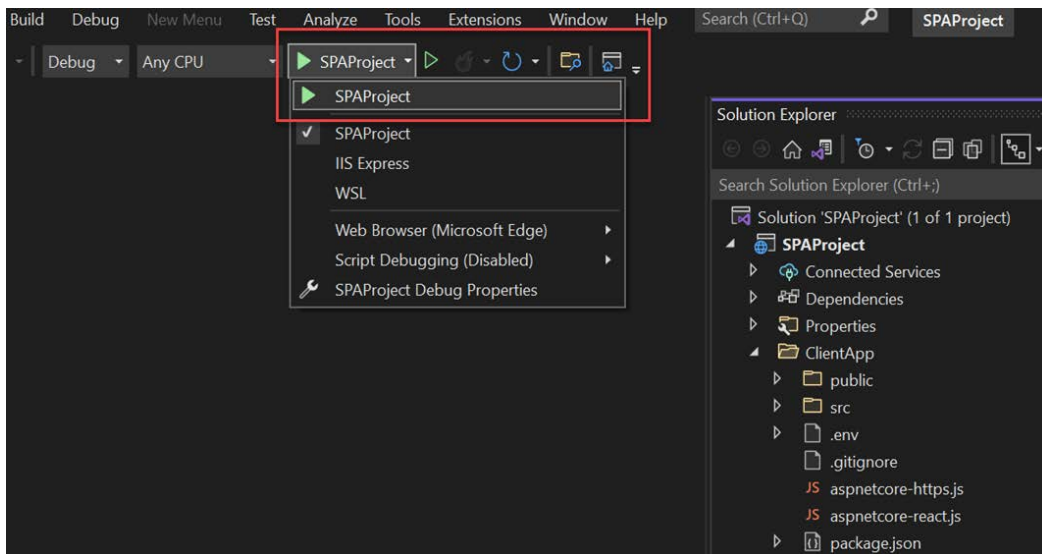 Build Debug New Menu Test Analyze Tools Extensions Window Help Search (Ctrl+Q) SPAProject
Debug Any CPU SPAProject
SPAProject
SPAProject
IIS Express
WSL
Web Browser (Microsoft Edge)
Script Debugging (Disabled)
SPAProject Debug Properties
Solution Explorer
Search Solution Explorer (Ctrl+;)
Solution 'SPAProject' (1 of 1 project)
SPAProject
Connected Services
Dependencies
Properties
ClientApp
public
src
.env
.gitignore
JS aspnetcore-https.js
JS aspnetcore-react.js
package.json